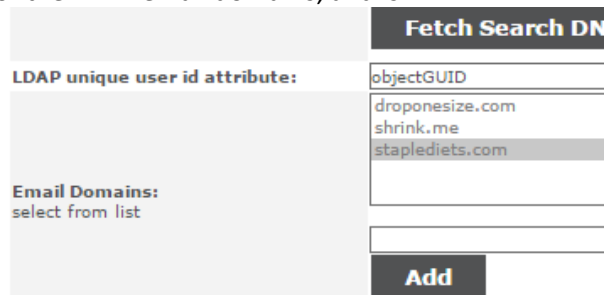 Fetch Search DN
LDAP unique user id attribute:
objectGUID
droponesize.com
shrink.me
staplediets.com
Email Domains:
select from list
Add